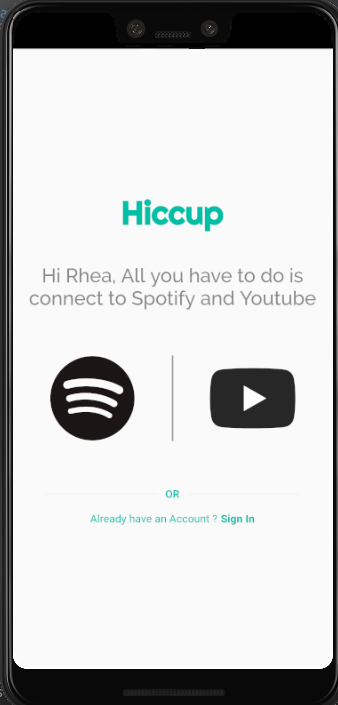 Hiccup
Hi Rhea, All you have to do is
connect to Spotify and Youtube
OR
Already have an Account ? Sign In